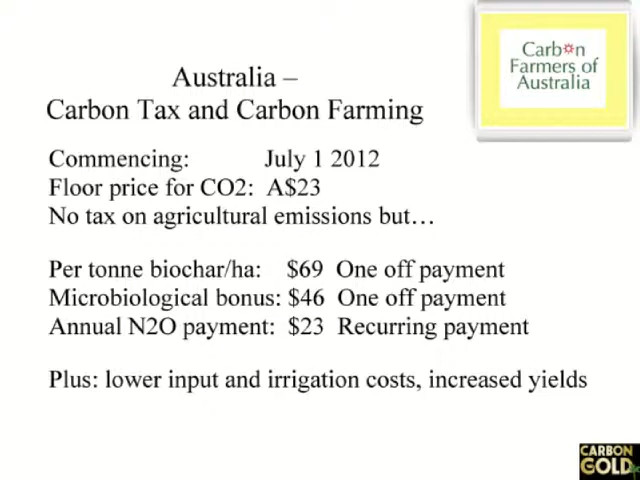 Carbon
Farmers of
Australia
Australia –
Carbon Tax and Carbon Farming
Commencing: July 1 2012
Floor price for CO2: A$23
No tax on agricultural emissions but…
Per tonne biochar/ha: $69 One off payment
Microbiological bonus: $46 One off payment
Annual N2O payment: $23 Recurring payment
Plus: lower input and irrigation costs, increased yields
CARBON
GOLD